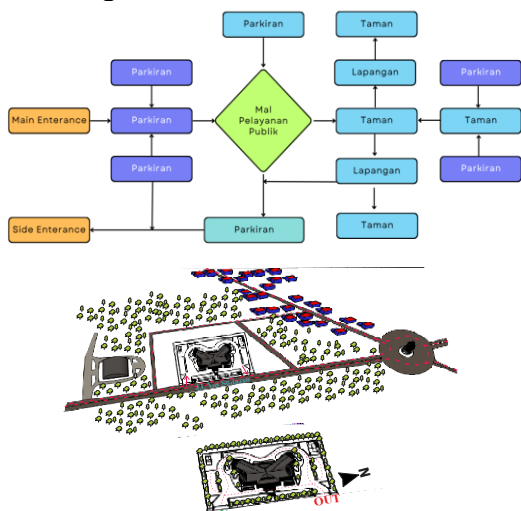 Parkiran
Taman
Parkiran
Lapangan
Parkiran
Main Enterance
Parkiran
Mal
Pelayanan
Publik
Taman
Taman
Parkiran
Lapangan
Parkiran
Side Enterance
Parkiran
Taman
N
OUT